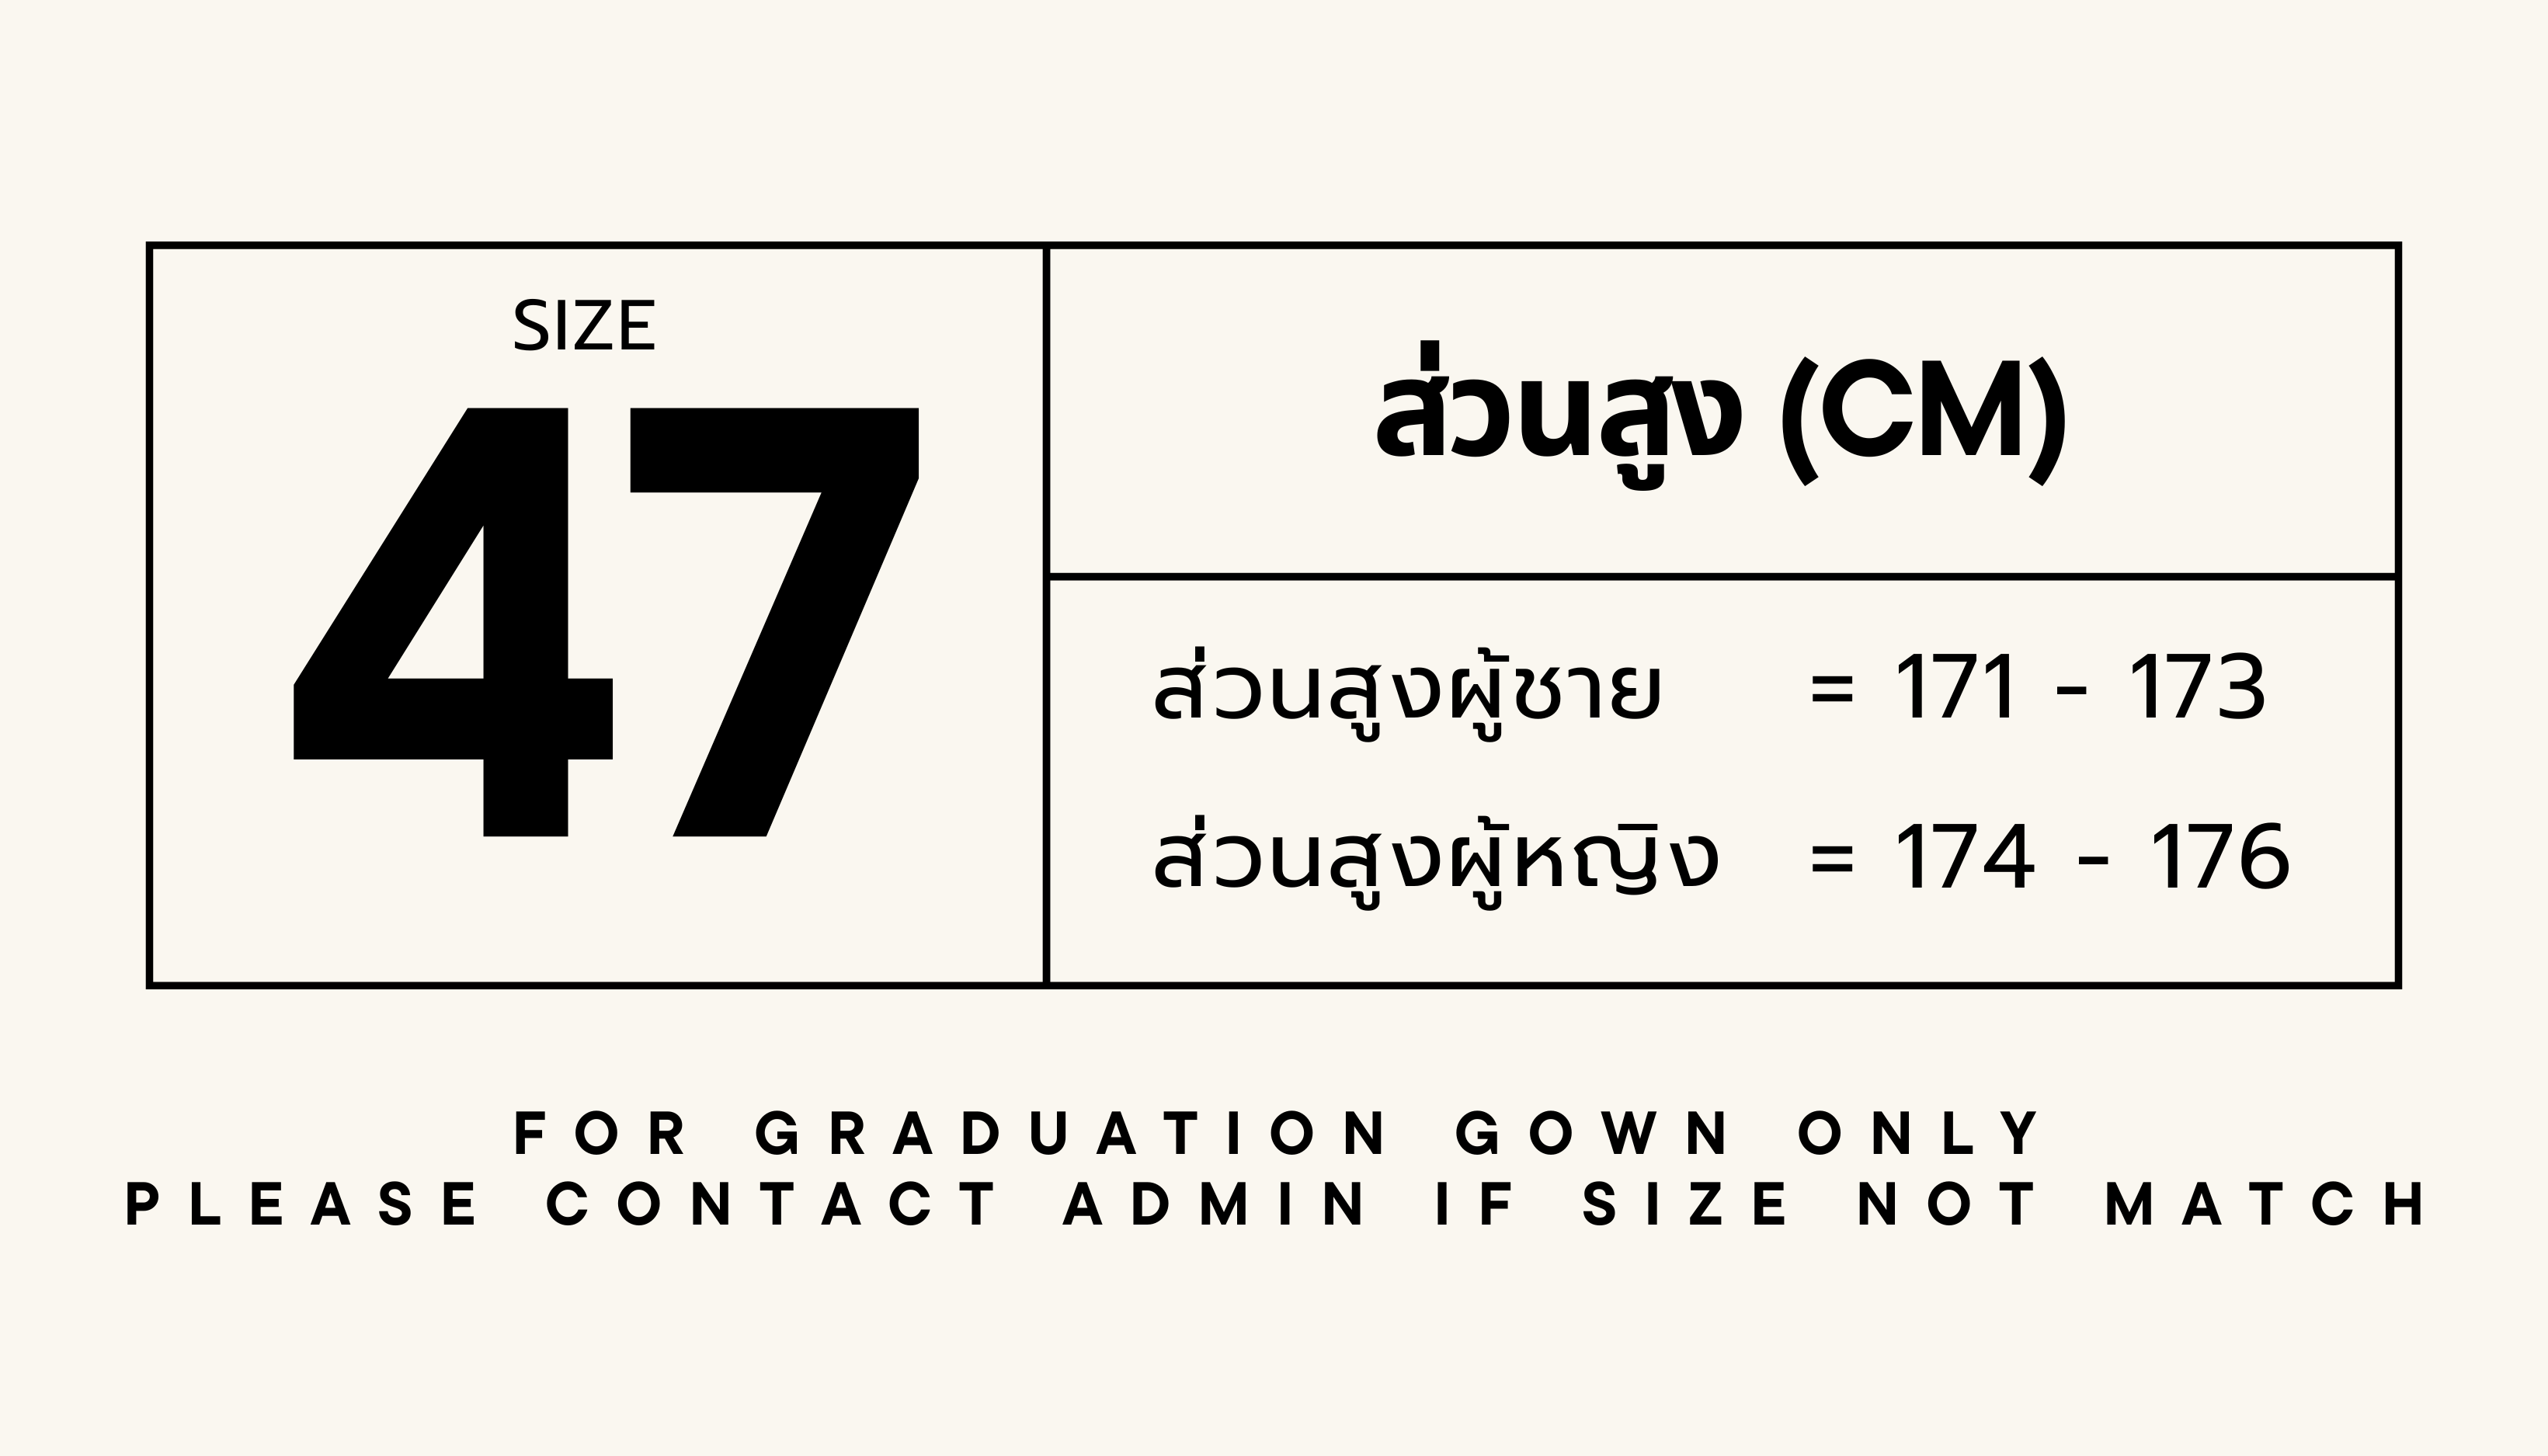 SIZE
47
ส่วนสูง (CM)
ส่วนสูงผู้ชาย = 171 - 173
ส่วนสูงผู้หญิง = 174 - 176
FOR GRADUATION GOWN ONLY
PLEASE CONTACT ADMIN IF SIZE NOT MATCH